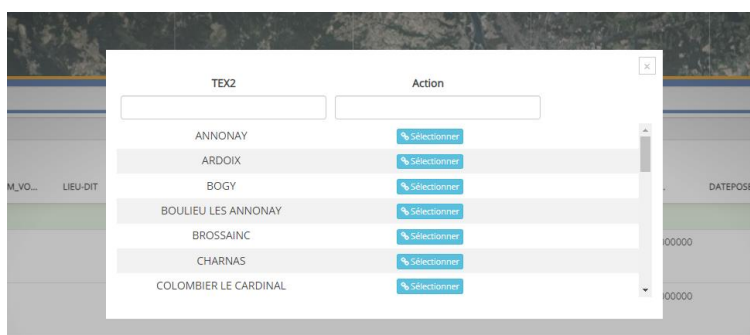 x
TEX2 Action
ANNONAY Sélectionner
ARDOIX Sélectionner
M_VO... LIEU-DIT BOGY Sélectionner . DATEPOSE
BOULIEU LES ANNONAY Sélectionner
BROSSAINC Sélectionner
000000
CHARNAS Sélectionner
COLOMBIER LE CARDINAL Sélectionner
000000